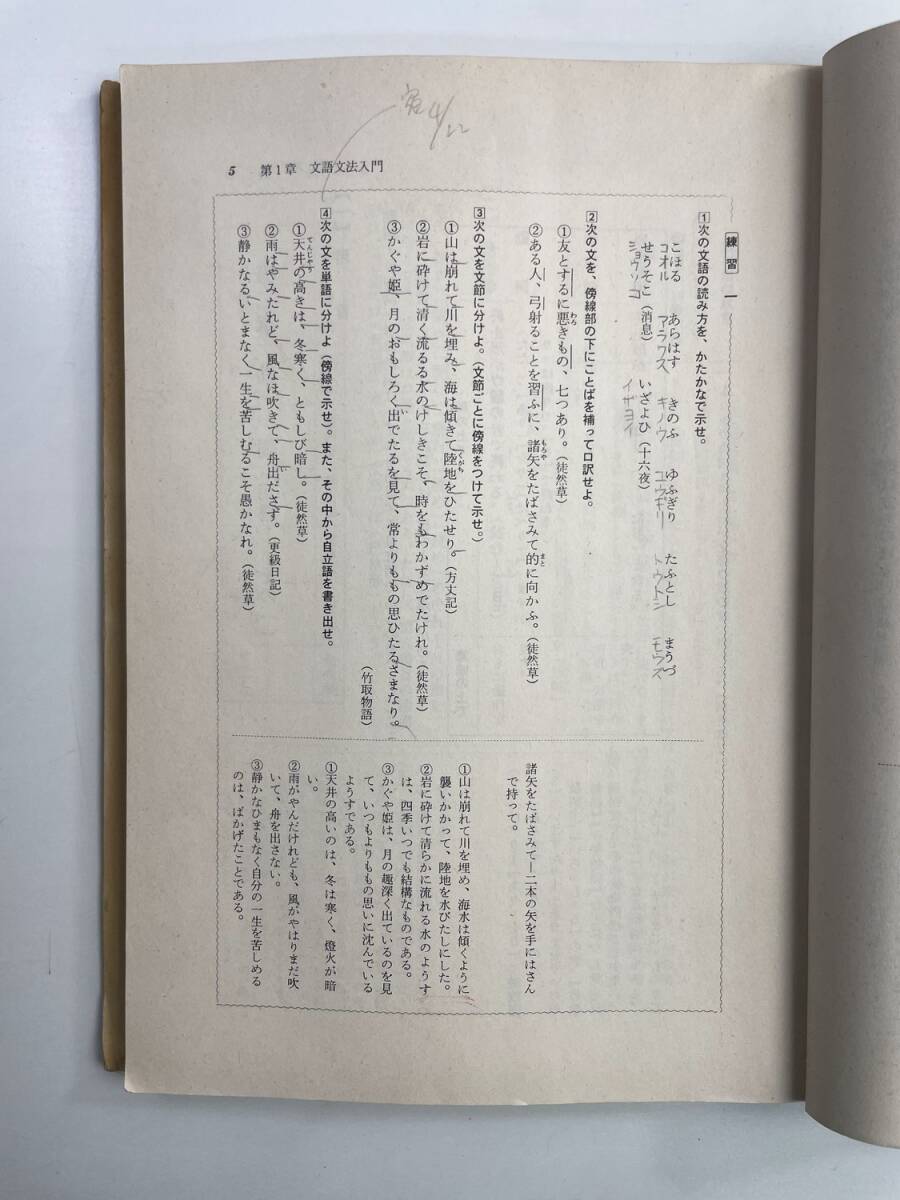 宿4/22
5 第1章 文語文法入門
練習 一
1次の文語の読み方を、かたかなで示せ。
こほる あらはす きのふ ゆふぎり たふとし まうづ
コオル アラワス キノウ ユウギリ トウトシ モウズ
せうそこ（消息） いざよひ（十六夜）
ショウソコ イザヨイ
2次の文を、傍線部の下にことばを補って口訳せよ。
①友とするに悪きもの、七つあり。（徒然草）
わろ
②ある人、弓射ることを習ふに、諸矢をたばさみて的に向かふ。（徒然草）
もろや まと
3次の文を文節に分けよ。（文節ごとに傍線をつけて示せ。）
①山は崩れて川を埋み、海は傾きて陸地をひたせり。（方丈記）
くがち
②岩に砕けて清く流るる水のけしきこそ、時をもわかずめでたけれ。（徒然草）
③かぐや姫、月のおもしろく出でたるを見て、常よりももの思ひたるさまなり。
（竹取物語）
4次の文を単語に分けよ（傍線で示せ）。また、その中から自立語を書き出せ。
①天井の高きは、冬寒く、ともしび暗し。（徒然草）
てんじやう
②雨はやみたれど、風なほ吹きて、舟出ださず。（更級日記）
い
③静かなるいとまなく、一生を苦しむるこそ愚かなれ。（徒然草）
諸矢をたばさみて―二本の矢を手にはさん
で持って。
①山は崩れて川を埋め、海水は傾くように
襲いかかって、陸地を水びたしにした。
②岩に砕けて清らかに流れる水のようす
は、四季いつでも結構なものである。
③かぐや姫は、月の趣深く出ているのを見
て、いつもよりももの思いに沈んでいる
ようすである。
①天井の高いのは、冬は寒く、燈火が暗
い。
②雨がやんだけれども、風がやはりまだ吹
いて、舟を出さない。
③静かなひまもなく自分の一生を苦しめる
のは、ばかげたことである。